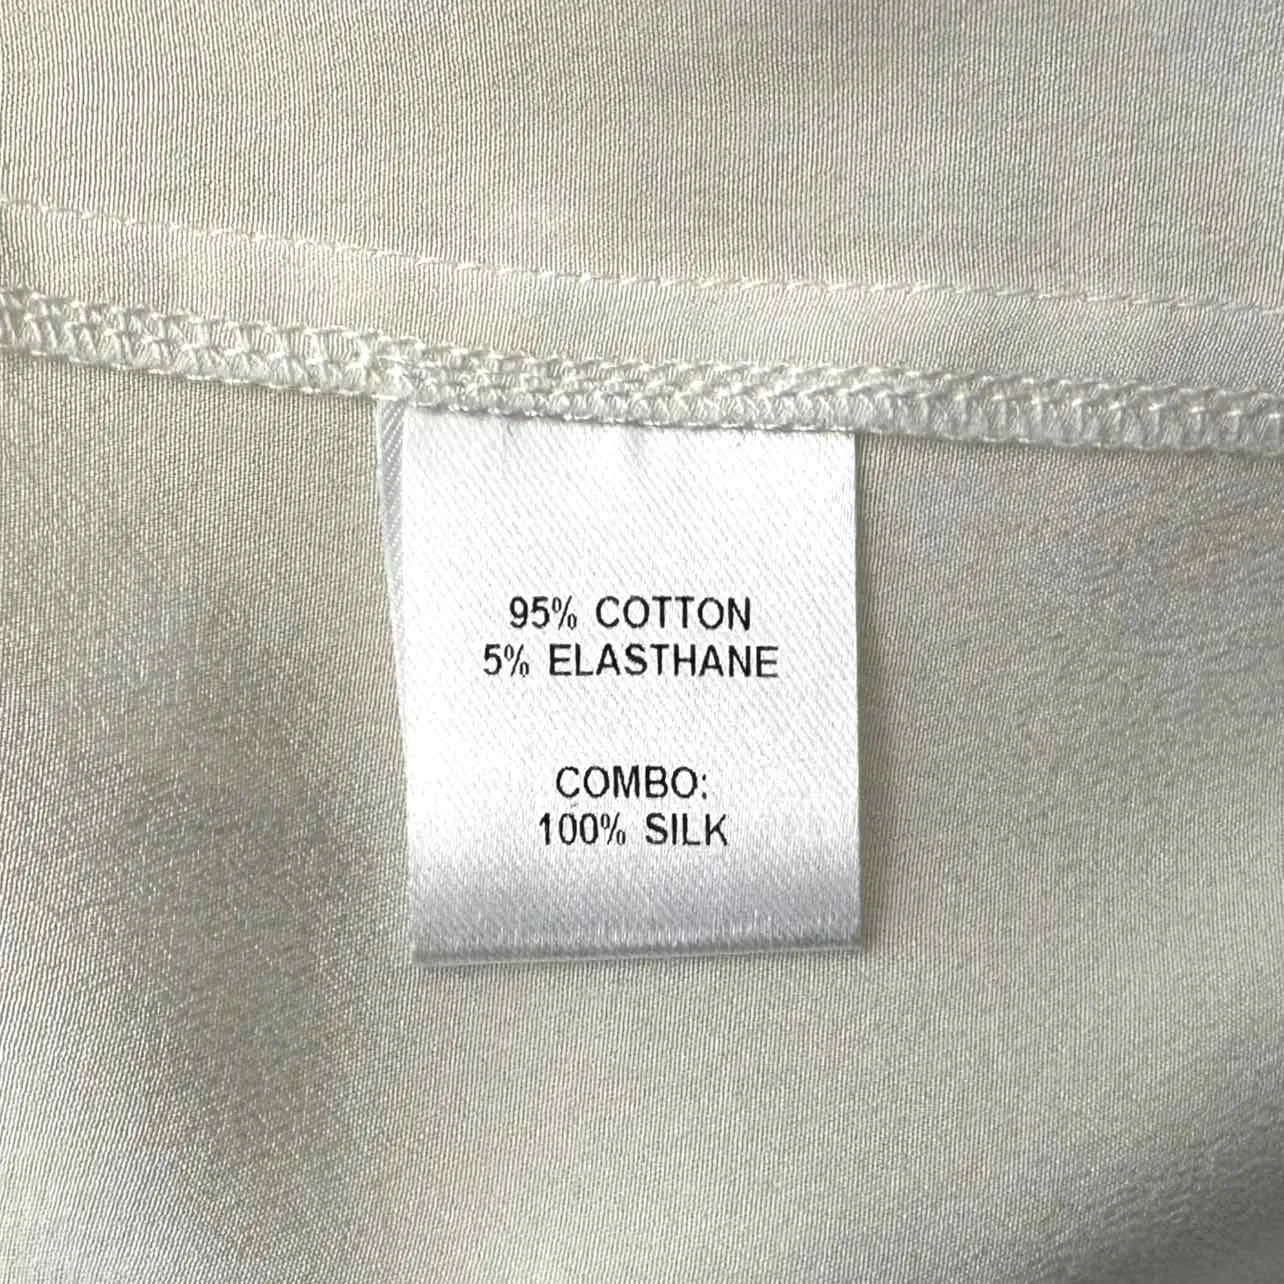 95% COTTON
5% ELASTHANE
COMBO:
100% SILK